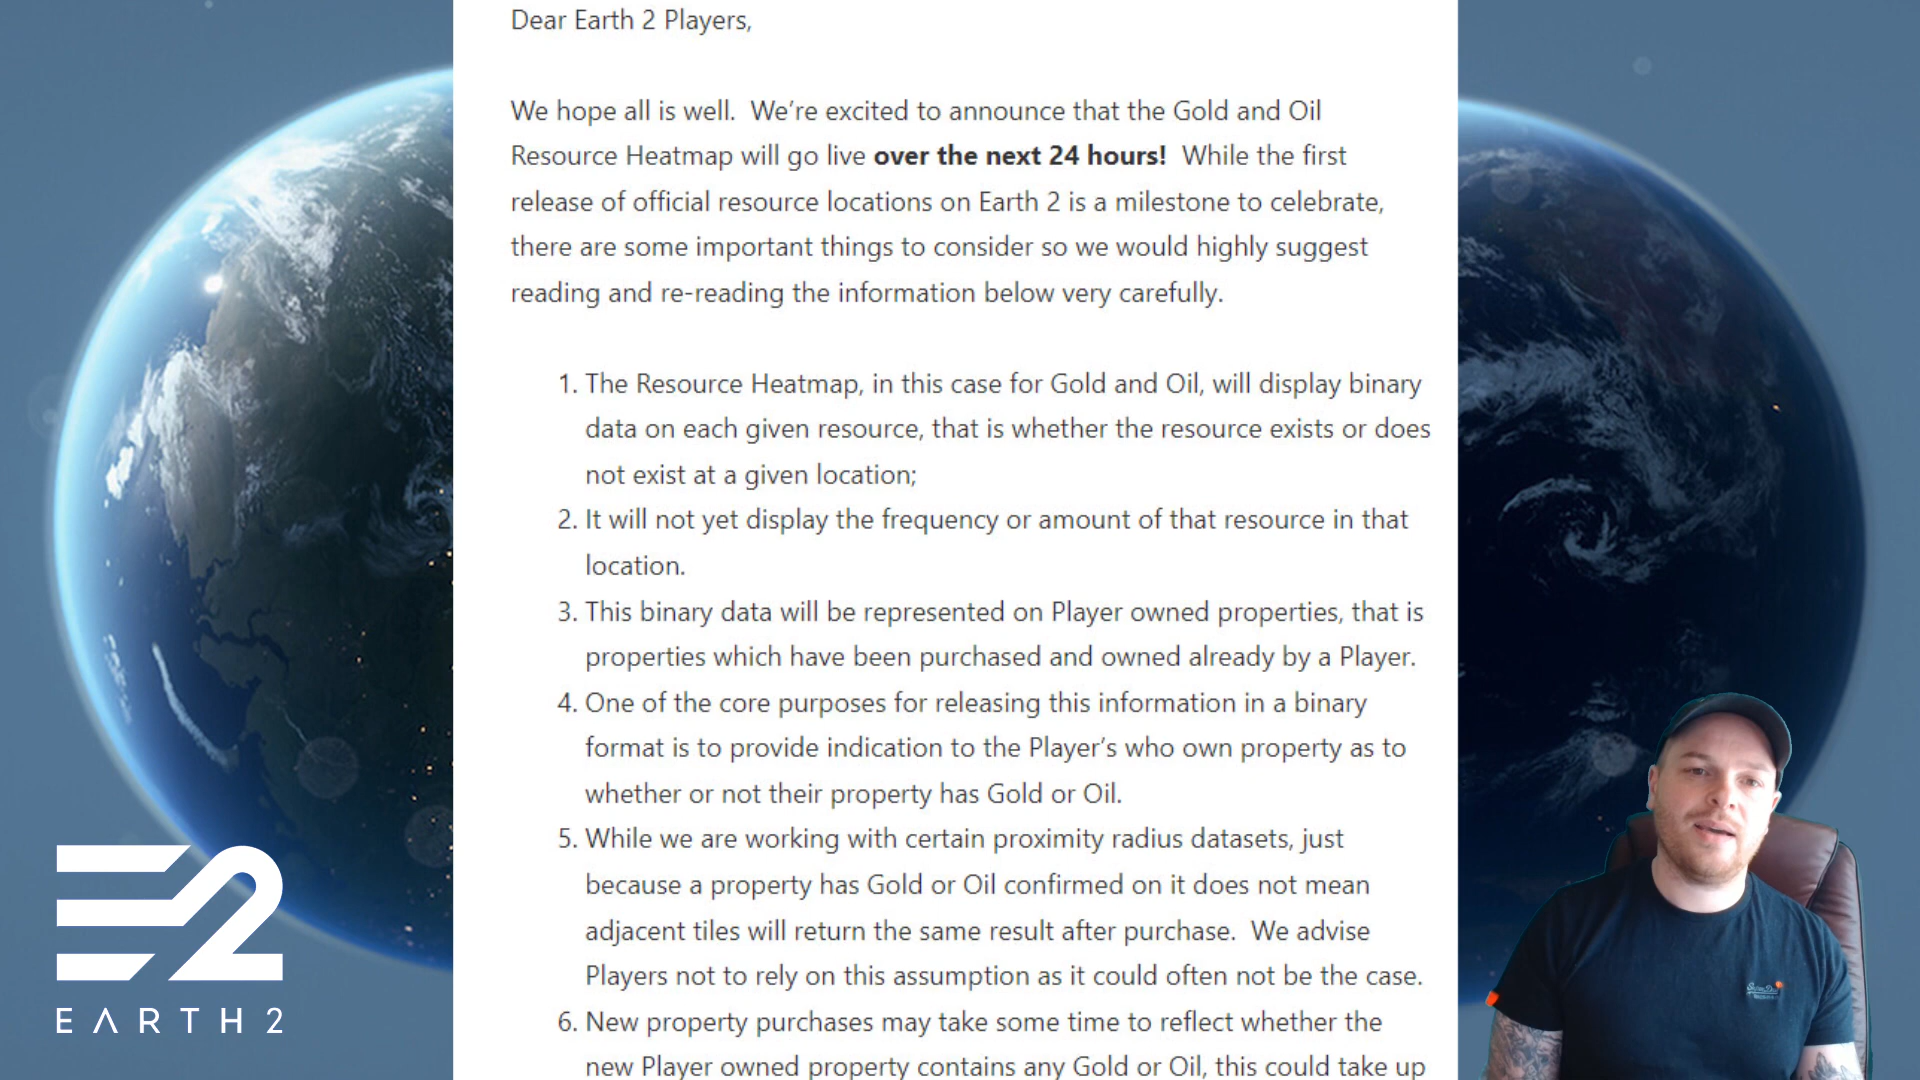 Dear Earth 2 Players,
We hope all is well.  We’re excited to announce that the Gold and Oil
Resource Heatmap will go live over the next 24 hours!  While the first
release of official resource locations on Earth 2 is a milestone to celebrate,
there are some important things to consider so we would highly suggest
reading and re-reading the information below very carefully.
1. The Resource Heatmap, in this case for Gold and Oil, will display binary
data on each given resource, that is whether the resource exists or does
not exist at a given location;
2. It will not yet display the frequency or amount of that resource in that
location.
3. This binary data will be represented on Player owned properties, that is
properties which have been purchased and owned already by a Player.
4. One of the core purposes for releasing this information in a binary
format is to provide indication to the Player’s who own property as to
whether or not their property has Gold or Oil.
5. While we are working with certain proximity radius datasets, just
because a property has Gold or Oil confirmed on it does not mean
adjacent tiles will return the same result after purchase.  We advise
Players not to rely on this assumption as it could often not be the case.
6. New property purchases may take some time to reflect whether the
new Player owned property contains any Gold or Oil, this could take up
E2
EARTH 2